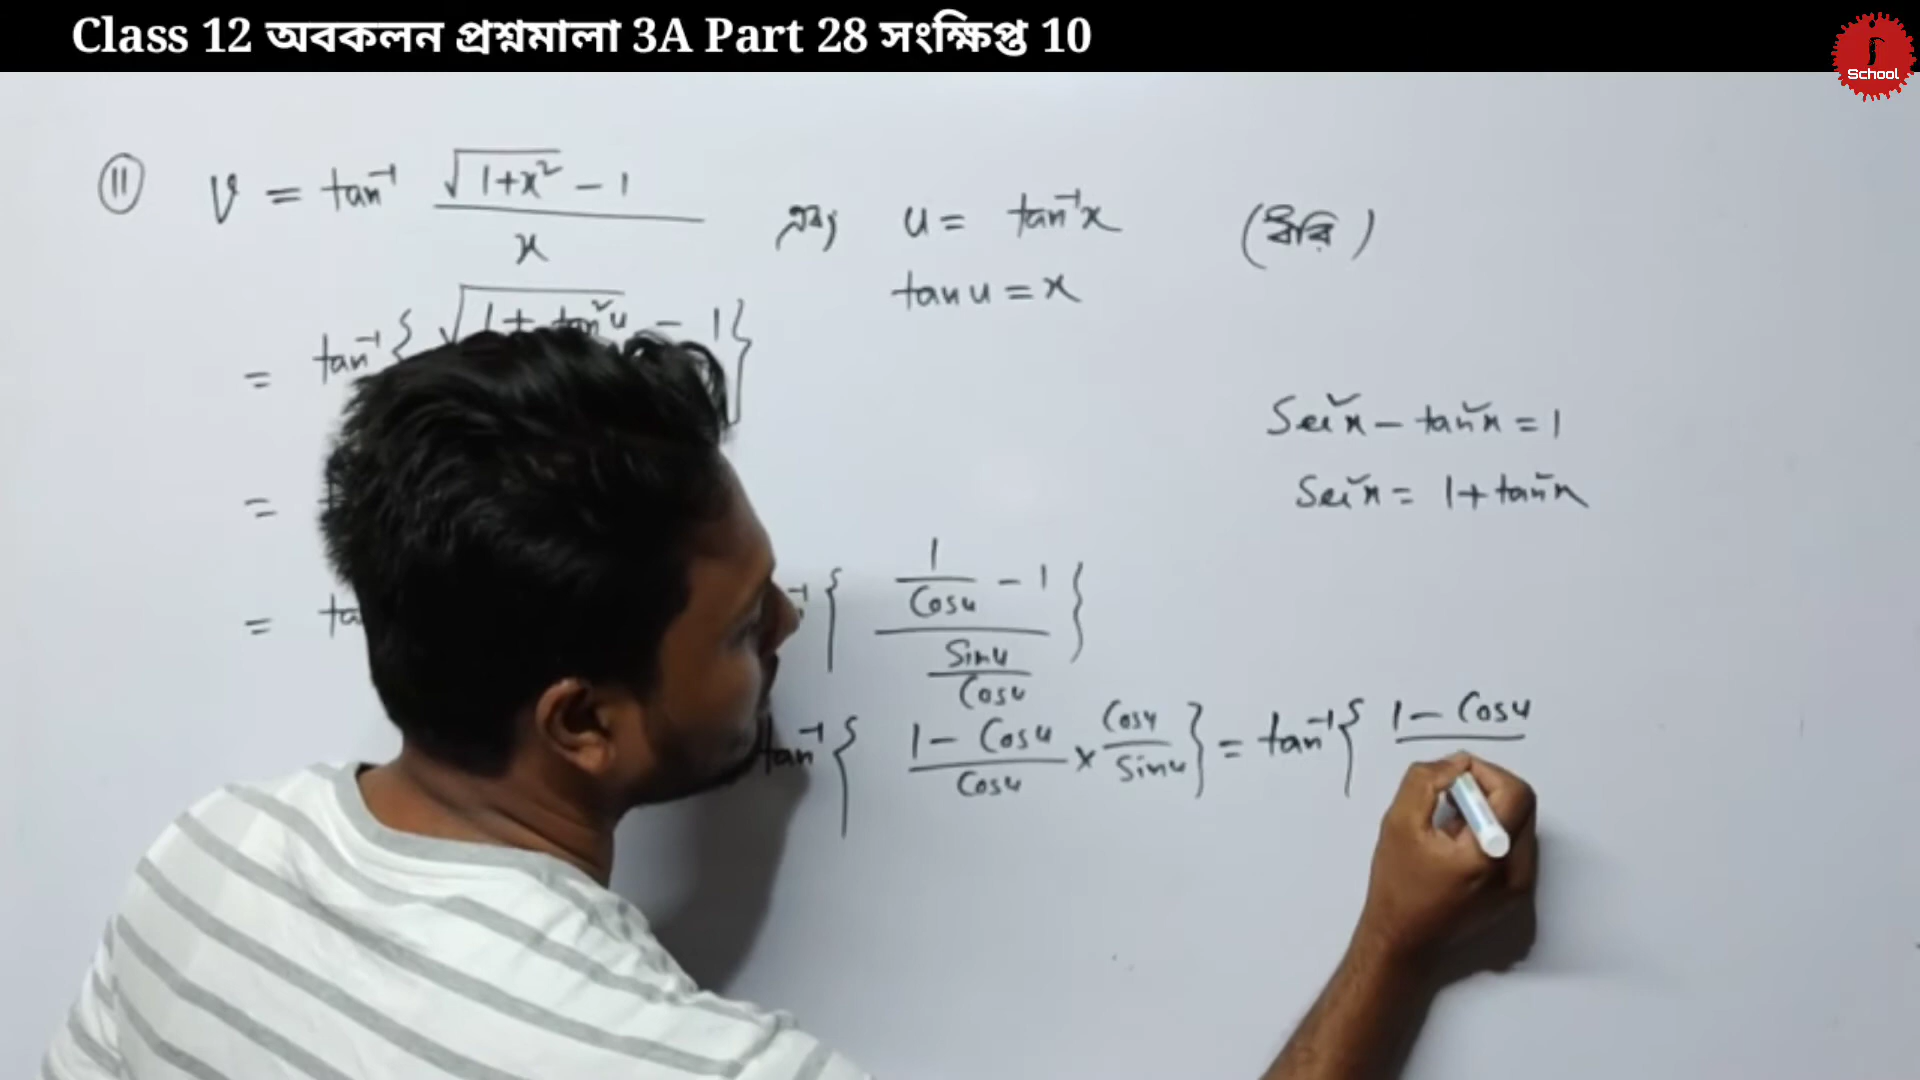 Class 12 অবকলন প্রশ্নমালা 3A Part 28 সংক্ষিপ্ত 10
School
⑪ V = tan⁻¹ (√(1+x²) - 1)/x এবং u = tan⁻¹x (ধরি)
tan u = x
= tan⁻¹{ √(1 + tan²u) - 1 }
Sec²x - tan²x = 1
=
Sec²x = 1 + tan²x
= { (1/Cosu - 1)/(Sinu/Cosu) }
tan⁻¹{ (1 - Cosu)/Cosu × Cosu/Sinu } = tan⁻¹{ 1 - Cosu